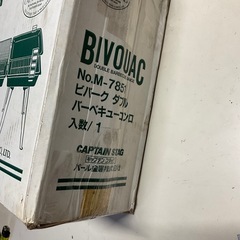 BIVOUAC
DOUBLE BARBECUE
No.M-785
ビバーク ダブル
バーベキューコンロ
入数/1
CAPTAIN STAG
パール金属株式会社
LTD.